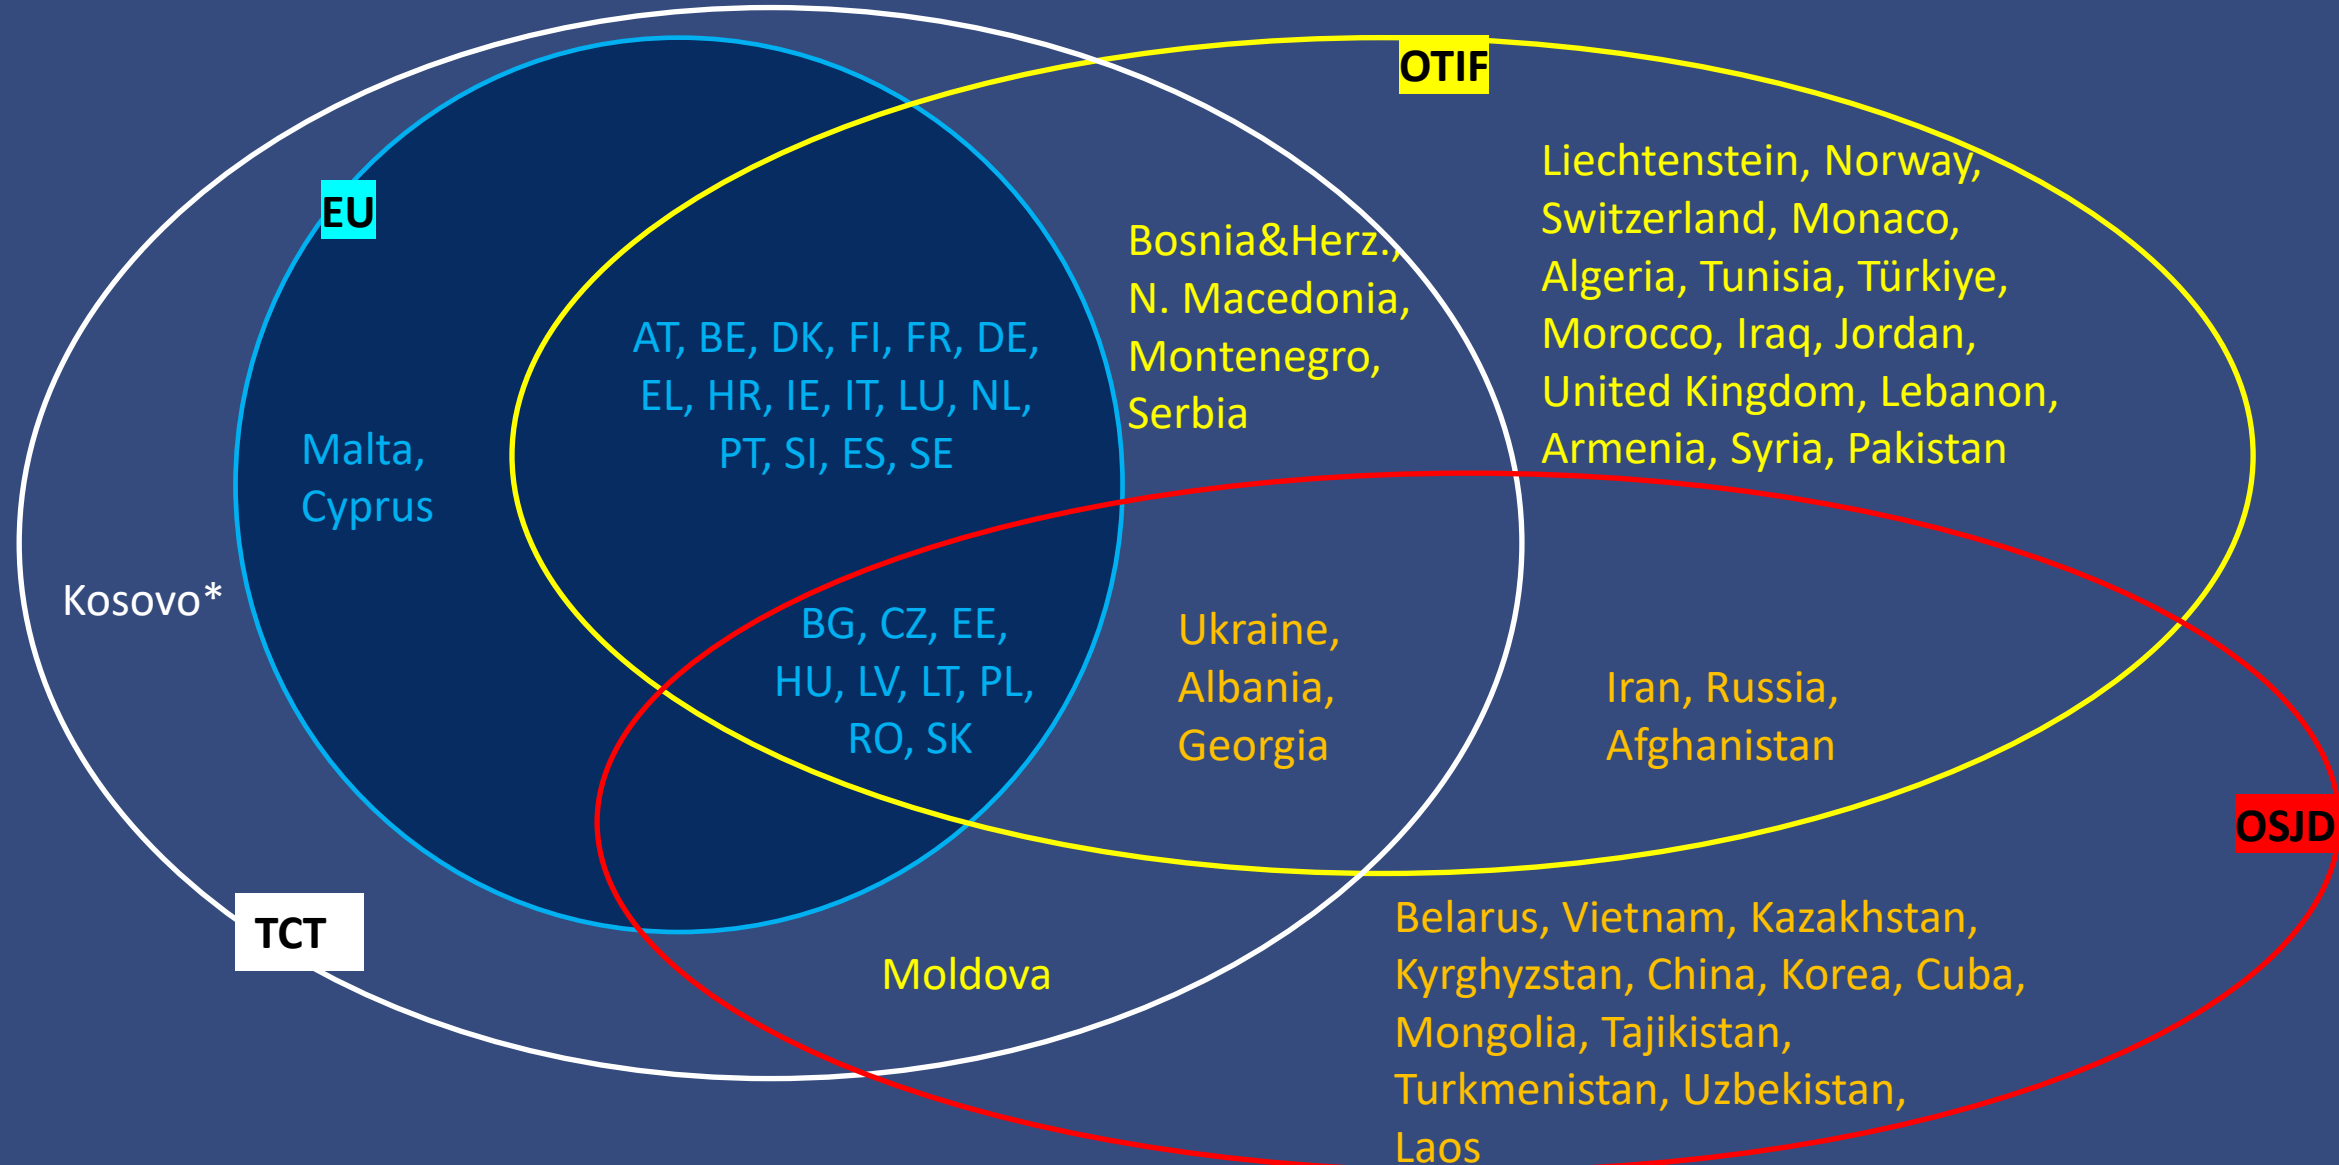 OTIF
EU
Liechtenstein, Norway,
Switzerland, Monaco,
Algeria, Tunisia, Türkiye,
Morocco, Iraq, Jordan,
United Kingdom, Lebanon,
Armenia, Syria, Pakistan
Bosnia&Herz.,
N. Macedonia,
Montenegro,
Serbia
AT, BE, DK, FI, FR, DE,
EL, HR, IE, IT, LU, NL,
PT, SI, ES, SE
Malta,
Cyprus
Kosovo*
BG, CZ, EE,
HU, LV, LT, PL,
RO, SK
Ukraine,
Albania,
Georgia
Iran, Russia,
Afghanistan
OSJD
TCT
Moldova
Belarus, Vietnam, Kazakhstan,
Kyrghyzstan, China, Korea, Cuba,
Mongolia, Tajikistan,
Turkmenistan, Uzbekistan,
Laos